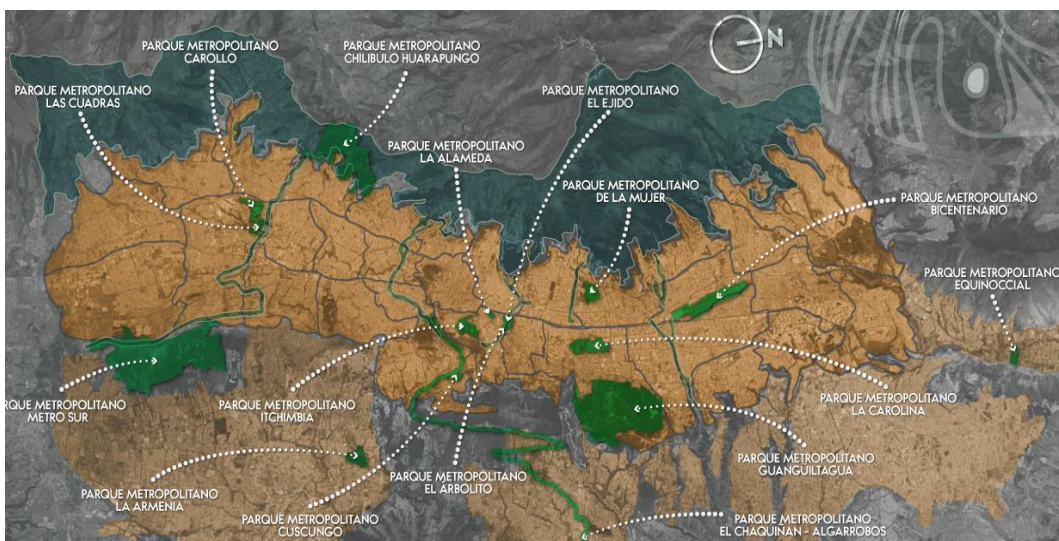 PARQUE METROPOLITANO
CAROLLO
PARQUE METROPOLITANO
CHILIBULO HUARAPUNGO
N
PARQUE METROPOLITANO
LAS CUADRAS
PARQUE METROPOLITANO
EL EJIDO
PARQUE METROPOLITANO
LA ALAMEDA
PARQUE METROPOLITANO
DE LA MUJER
PARQUE METROPOLITANO
BICENTENARIO
PARQUE METROPOLITANO
EQUINOCCIAL
PARQUE METROPOLITANO
METRO SUR
PARQUE METROPOLITANO
ITCHIMBIA
PARQUE METROPOLITANO
LA CAROLINA
PARQUE METROPOLITANO
GUANGUILTAGUA
PARQUE METROPOLITANO
LA ARMENIA
PARQUE METROPOLITANO
EL ARBOLITO
PARQUE METROPOLITANO
CUSCUNGO
PARQUE METROPOLITANO
EL CHAQUIÑAN - ALGARROBOS